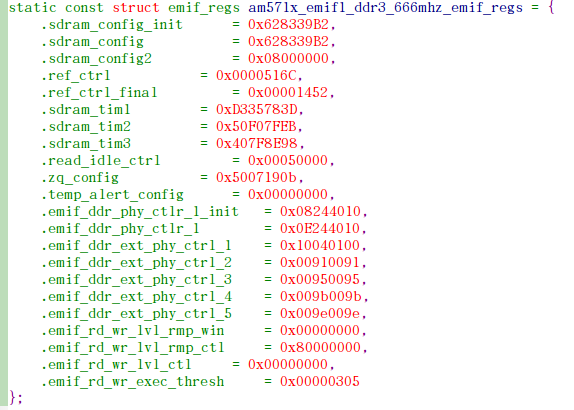 static const struct emif_regs am571x_emif1_ddr3_666mhz_emif_regs = {
.sdram_config_init = 0x628339B2,
.sdram_config = 0x628339B2,
.sdram_config2 = 0x08000000,
.ref_ctrl = 0x0000516C,
.ref_ctrl_final = 0x00001452,
.sdram_tim1 = 0xD335783D,
.sdram_tim2 = 0x50F07FEB,
.sdram_tim3 = 0x407F8E98,
.read_idle_ctrl = 0x00050000,
.zq_config = 0x5007190b,
.temp_alert_config = 0x00000000,
.emif_ddr_phy_ctlr_1_init = 0x08244010,
.emif_ddr_phy_ctlr_1 = 0x0E244010,
.emif_ddr_ext_phy_ctrl_1 = 0x10040100,
.emif_ddr_ext_phy_ctrl_2 = 0x00910091,
.emif_ddr_ext_phy_ctrl_3 = 0x00950095,
.emif_ddr_ext_phy_ctrl_4 = 0x009b009b,
.emif_ddr_ext_phy_ctrl_5 = 0x009e009e,
.emif_rd_wr_lvl_rmp_win = 0x00000000,
.emif_rd_wr_lvl_rmp_ctl = 0x80000000,
.emif_rd_wr_lvl_ctl = 0x00000000,
.emif_rd_wr_exec_thresh = 0x00000305
};